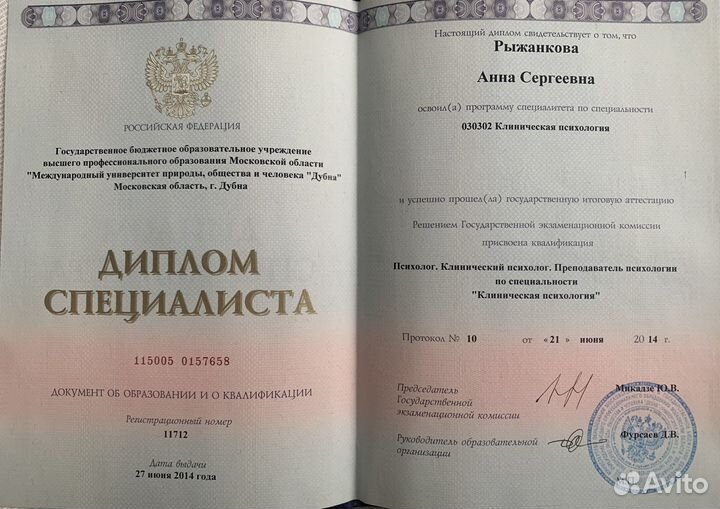 РОССИЙСКАЯ ФЕДЕРАЦИЯ
Государственное бюджетное образовательное учреждение
высшего профессионального образования Московской области
"Международный университет природы, общества и человека "Дубна"
Московская область, г. Дубна
ДИПЛОМ
СПЕЦИАЛИСТА
115005 0157658
ДОКУМЕНТ ОБ ОБРАЗОВАНИИ И О КВАЛИФИКАЦИИ
Регистрационный номер
11712
Дата выдачи
27 июня 2014 года
Настоящий диплом свидетельствует о том, что
Рыжанкова
Анна Сергеевна
освоил(а) программу специалитета по специальности
030302 Клиническая психология
и успешно прошел(ла) государственную итоговую аттестацию
Решением Государственной экзаменационной комиссии
присвоена квалификация
Психолог. Клинический психолог. Преподаватель психологии
по специальности
"Клиническая психология"
Протокол № 10 от «21» июня 2014 г.
Председатель
Государственной
экзаменационной комиссии
Микадзе Ю.В.
Руководитель образовательной
организации
Фурсаев Д.В.
Avito